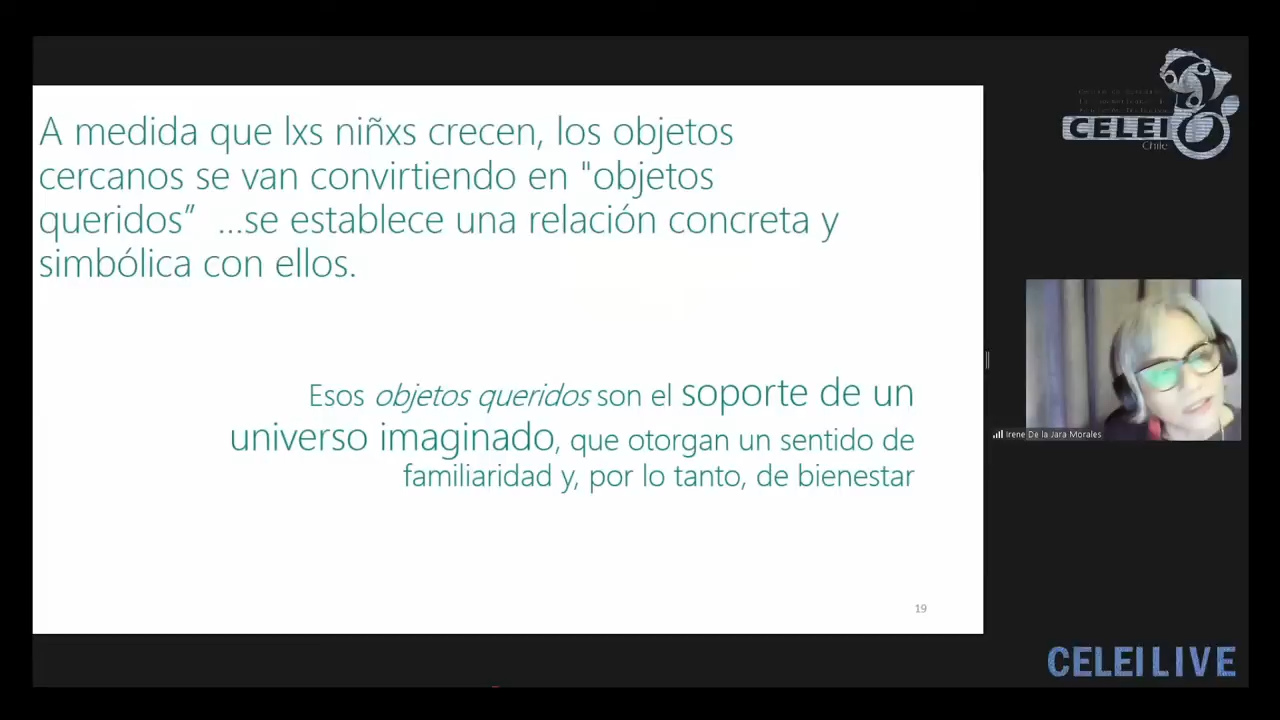 A medida que lxs niñxs crecen, los objetos
cercanos se van convirtiendo en "objetos
queridos” ...se establece una relación concreta y
simbólica con ellos.
Esos objetos queridos son el soporte de un
universo imaginado, que otorgan un sentido de
familiaridad y, por lo tanto, de bienestar
19
CELEI
Chile
Irene De la Jara Morales
CELEI LIVE